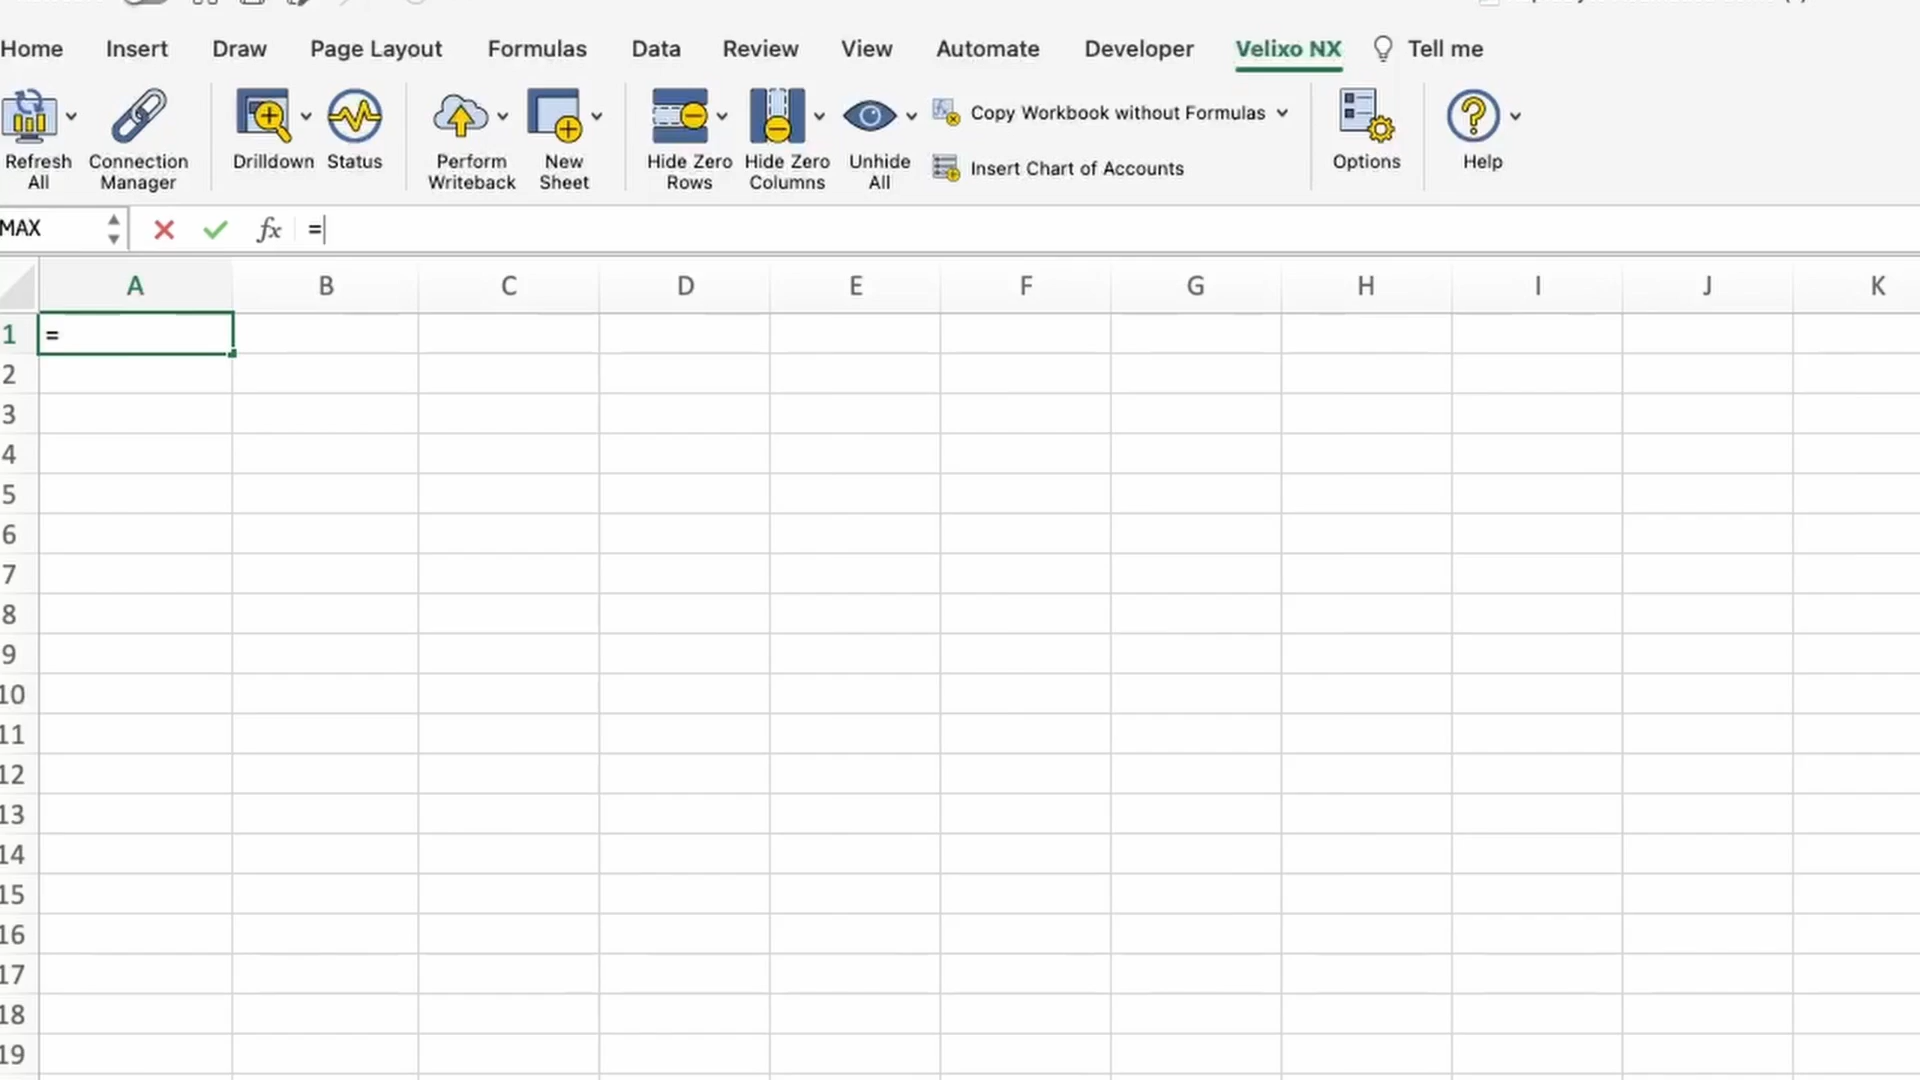 Home Insert Draw Page Layout Formulas Data Review View Automate Developer Velixo NX Tell me
Refresh All
Connection Manager
Drilldown
Status
Perform Writeback
New Sheet
Hide Zero Rows
Hide Zero Columns
Unhide All
Copy Workbook without Formulas
Insert Chart of Accounts
Options
Help
MAX fx =
A B C D E F G H I J K
1 =
2
3
4
5
6
7
8
9
10
11
12
13
14
15
16
17
18
19